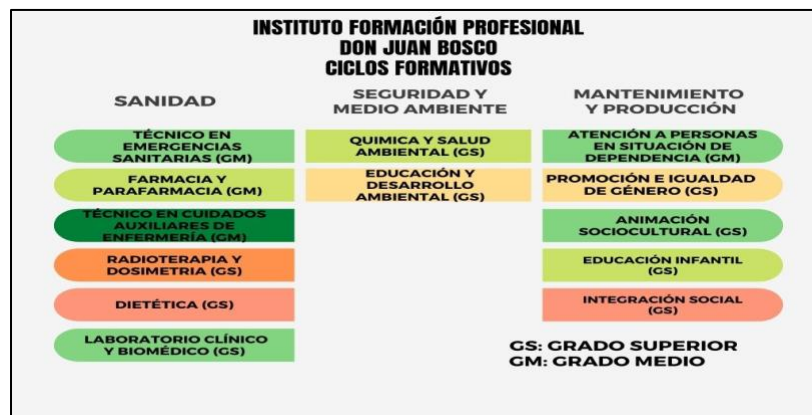 INSTITUTO FORMACIÓN PROFESIONAL
DON JUAN BOSCO
CICLOS FORMATIVOS
SANIDAD
TÉCNICO EN
EMERGENCIAS
SANITARIAS (GM)
FARMACIA Y
PARAFARMACIA (GM)
TÉCNICO EN CUIDADOS
AUXILIARES DE
ENFERMERÍA (GM)
RADIOTERAPIA Y
DOSIMETRIA (GS)
DIETÉTICA (GS)
LABORATORIO CLÍNICO
Y BIOMÉDICO (GS)
SEGURIDAD Y
MEDIO AMBIENTE
QUIMICA Y SALUD
AMBIENTAL (GS)
EDUCACIÓN Y
DESARROLLO
AMBIENTAL (GS)
MANTENIMIENTO
Y PRODUCCIÓN
ATENCIÓN A PERSONAS
EN SITUACIÓN DE
DEPENDENCIA (GM)
PROMOCIÓN E IGUALDAD
DE GÉNERO (GS)
ANIMACIÓN
SOCIOCULTURAL (GS)
EDUCACIÓN INFANTIL
(GS)
INTEGRACIÓN SOCIAL
(GS)
GS: GRADO SUPERIOR
GM: GRADO MEDIO